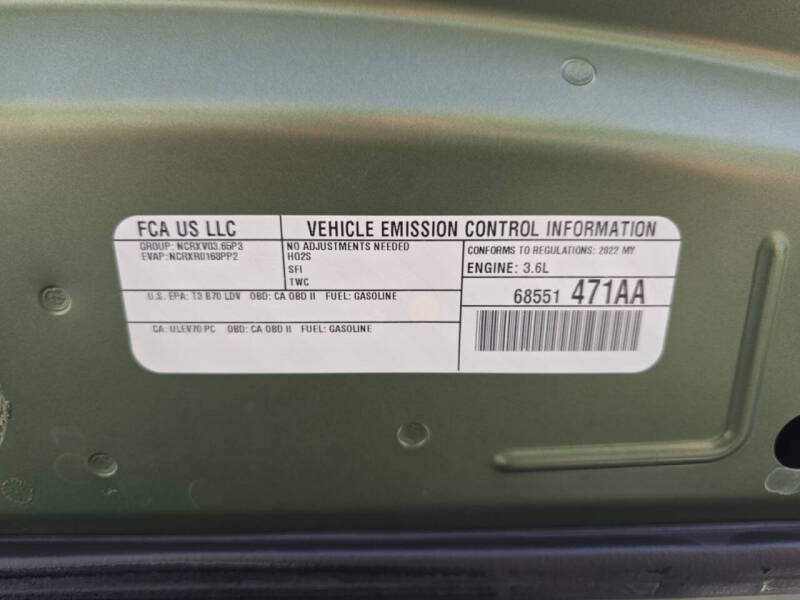 FCA US LLC
VEHICLE EMISSION CONTROL INFORMATION
GROUP: NCRXV03.65P3
EVAP: NCRXR0168PP2
NO ADJUSTMENTS NEEDED
HO2S
SFI
TWC
CONFORMS TO REGULATIONS: 2022 MY
ENGINE: 3.6L
U.S. EPA: T3 B70 LDV OBD: CA OBD II FUEL: GASOLINE
CA: ULEV70 PC OBD: CA OBD II FUEL: GASOLINE
68551 471AA